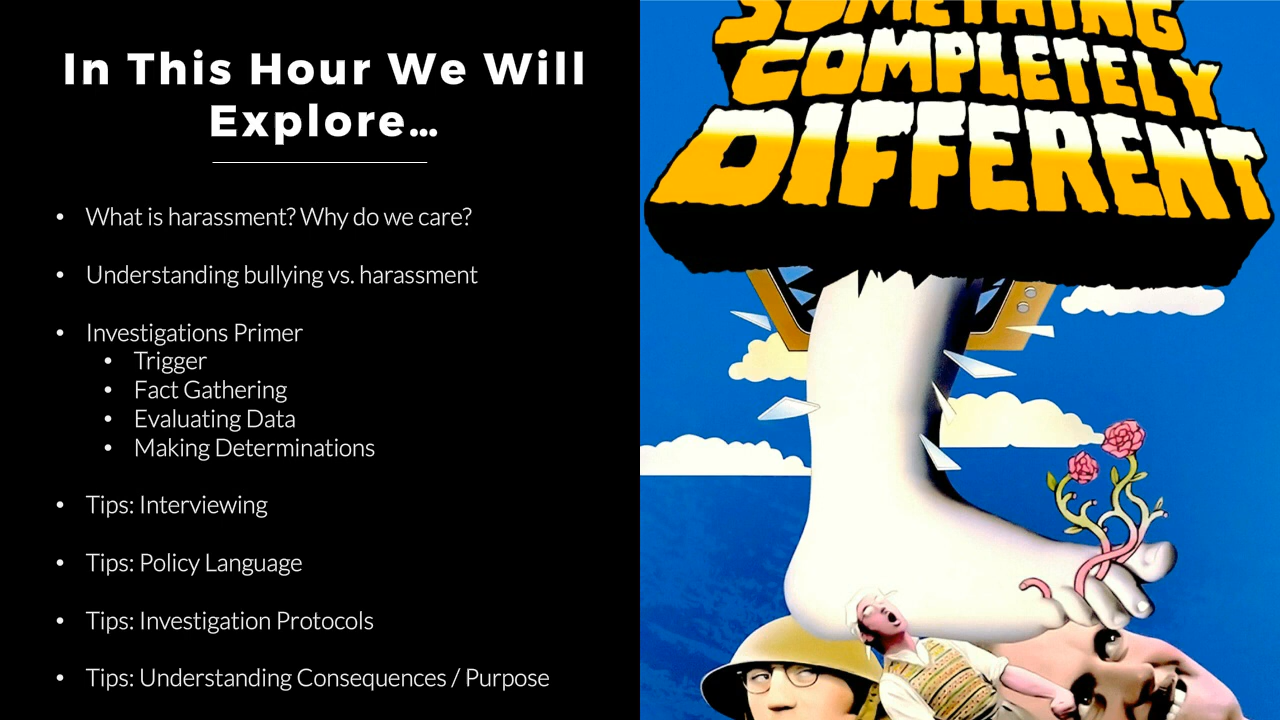 In This Hour We Will
Explore…
• What is harassment? Why do we care?
• Understanding bullying vs. harassment
• Investigations Primer
• Trigger
• Fact Gathering
• Evaluating Data
• Making Determinations
• Tips: Interviewing
• Tips: Policy Language
• Tips: Investigation Protocols
• Tips: Understanding Consequences / Purpose
SOMETHING
COMPLETELY
DIFFERENT